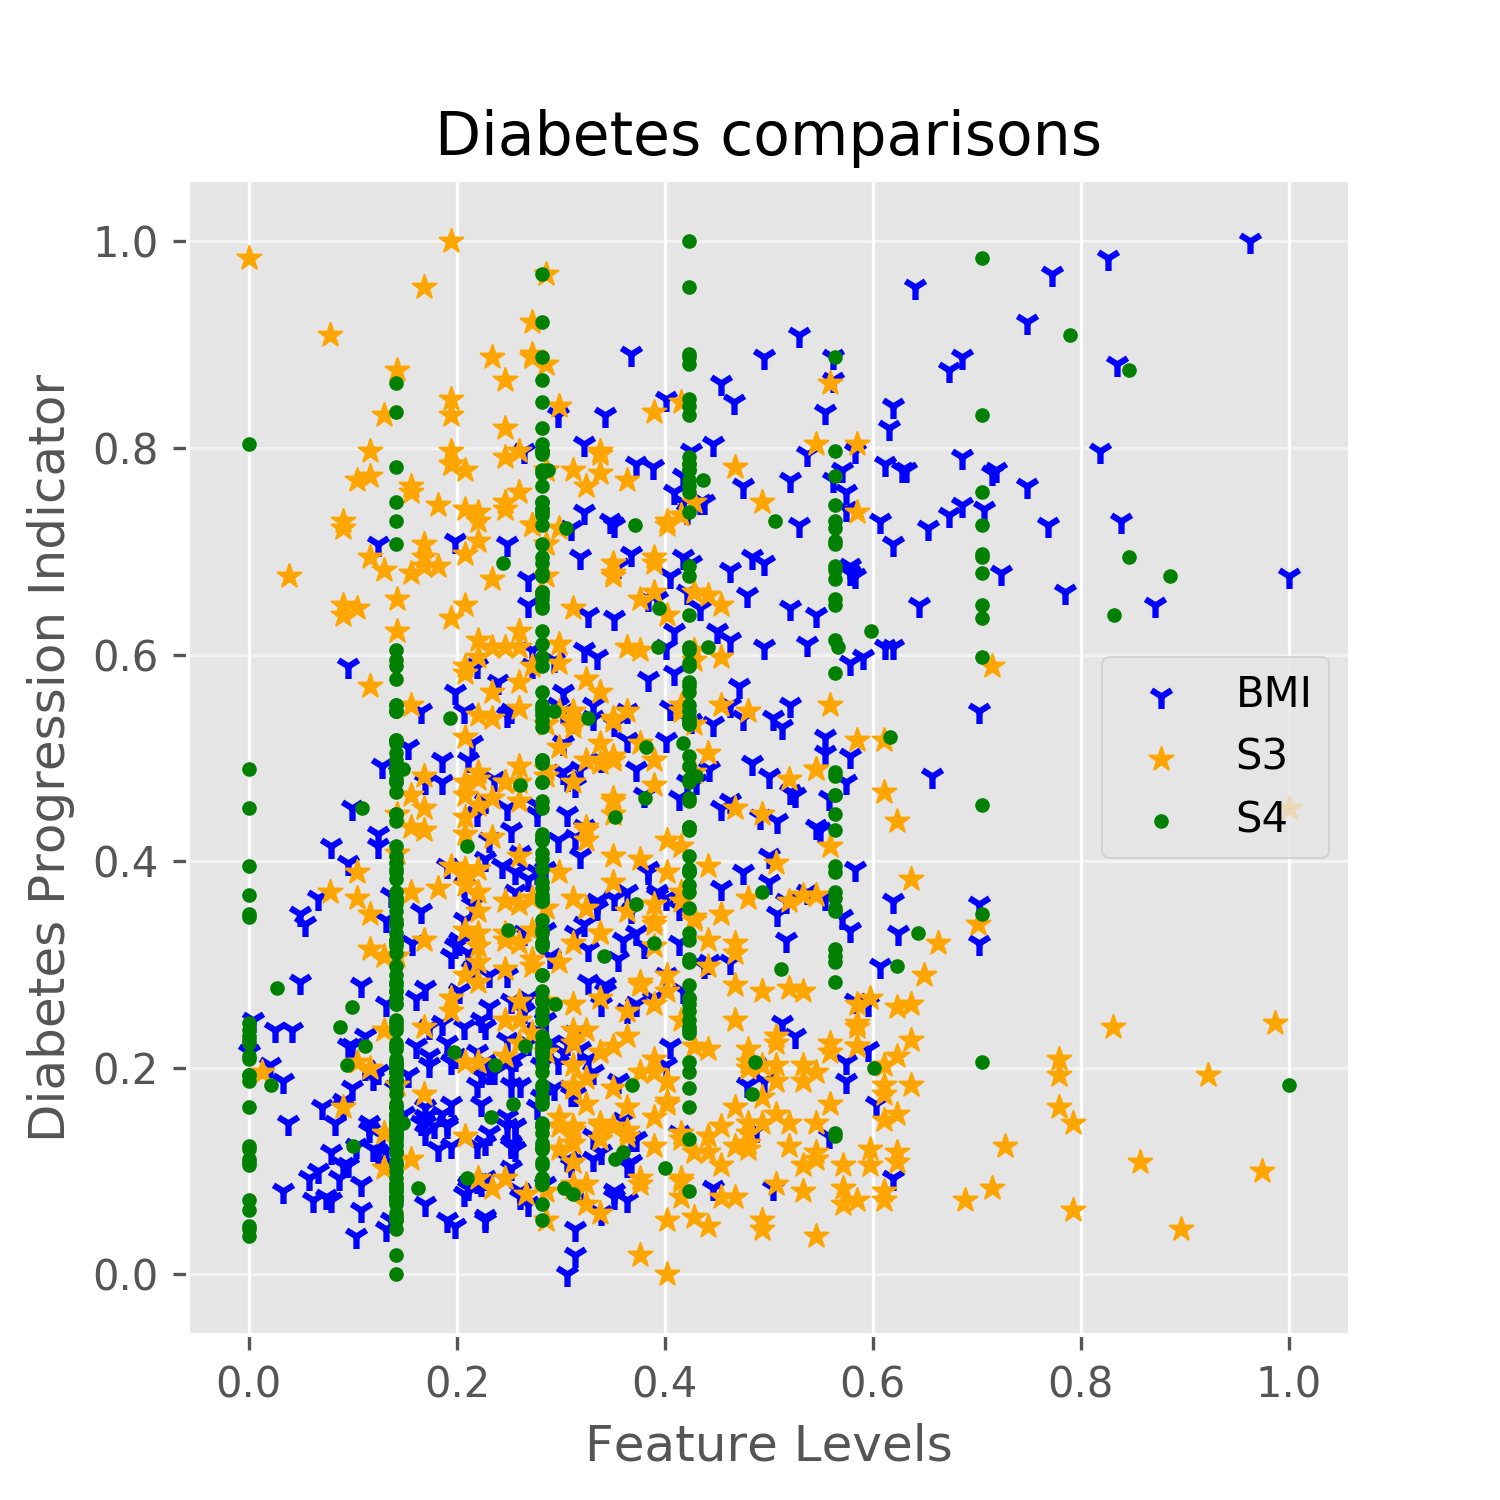 Diabetes comparisons
Diabetes Progression Indicator
1.0
0.8
0.6
0.4
0.2
0.0
BMI
S3
S4
0.0 0.2 0.4 0.6 0.8 1.0
Feature Levels